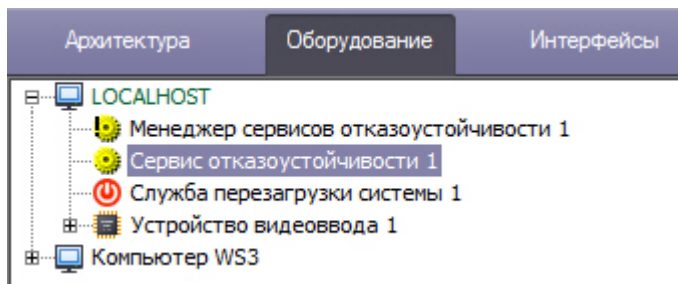 Архитектура Оборудование Интерфейсы
LOCALHOST
Менеджер сервисов отказоустойчивости 1
Сервис отказоустойчивости 1
Служба перезагрузки системы 1
Устройство видеоввода 1
Компьютер WS3